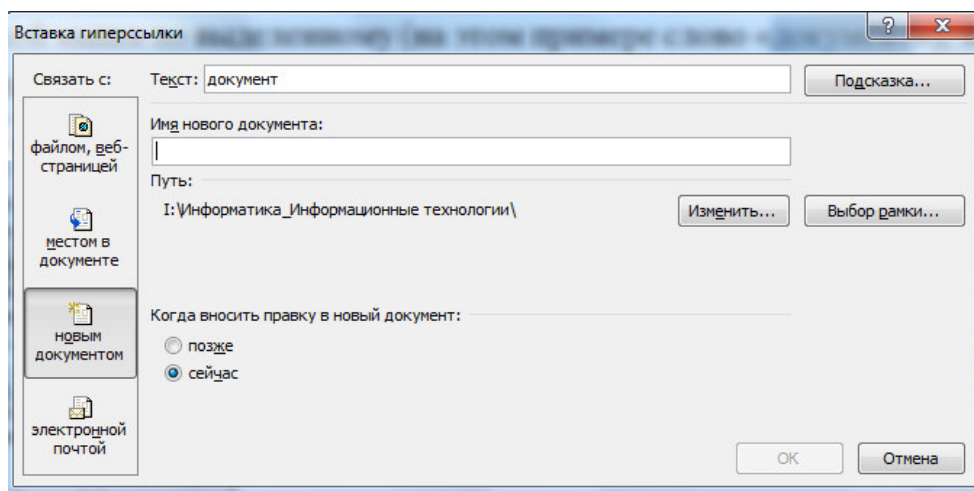 Вставка гиперссылки
Связать с:
Текст: документ
Подсказка...
файлом, веб-
страницей
местом в
документе
новым
документом
электронной
почтой
Имя нового документа:
Путь:
I:\Информатика_Информационные технологии\
Изменить...
Выбор рамки...
Когда вносить правку в новый документ:
позже
сейчас
ОК
Отмена